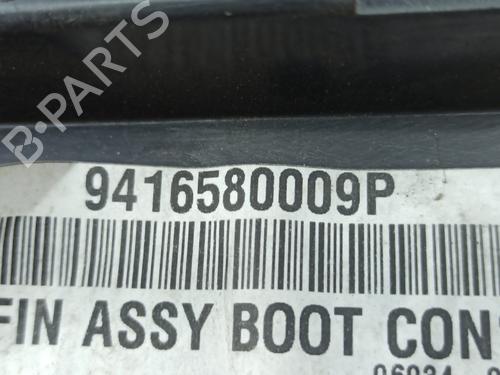 B-PARTS
9416580009P
FIN ASSY BOOT CON